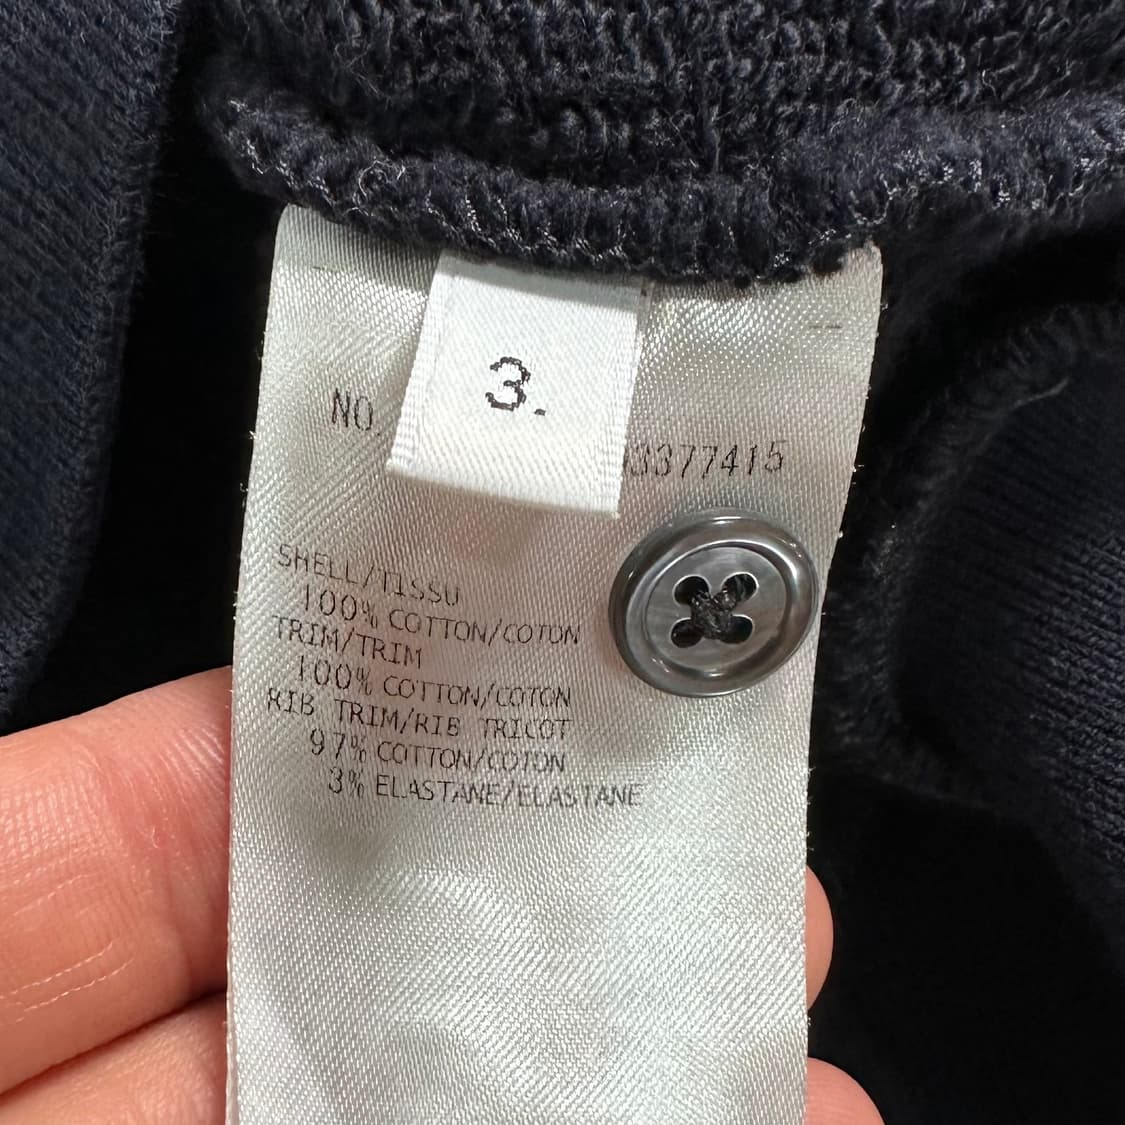 3.
NO. 3377415
SHELL/TISSU
100% COTTON/COTON
TRIM/TRIM
100% COTTON/COTON
RIB TRIM/RIB TRICOT
97% COTTON/COTON
3% ELASTANE/ELASTANE